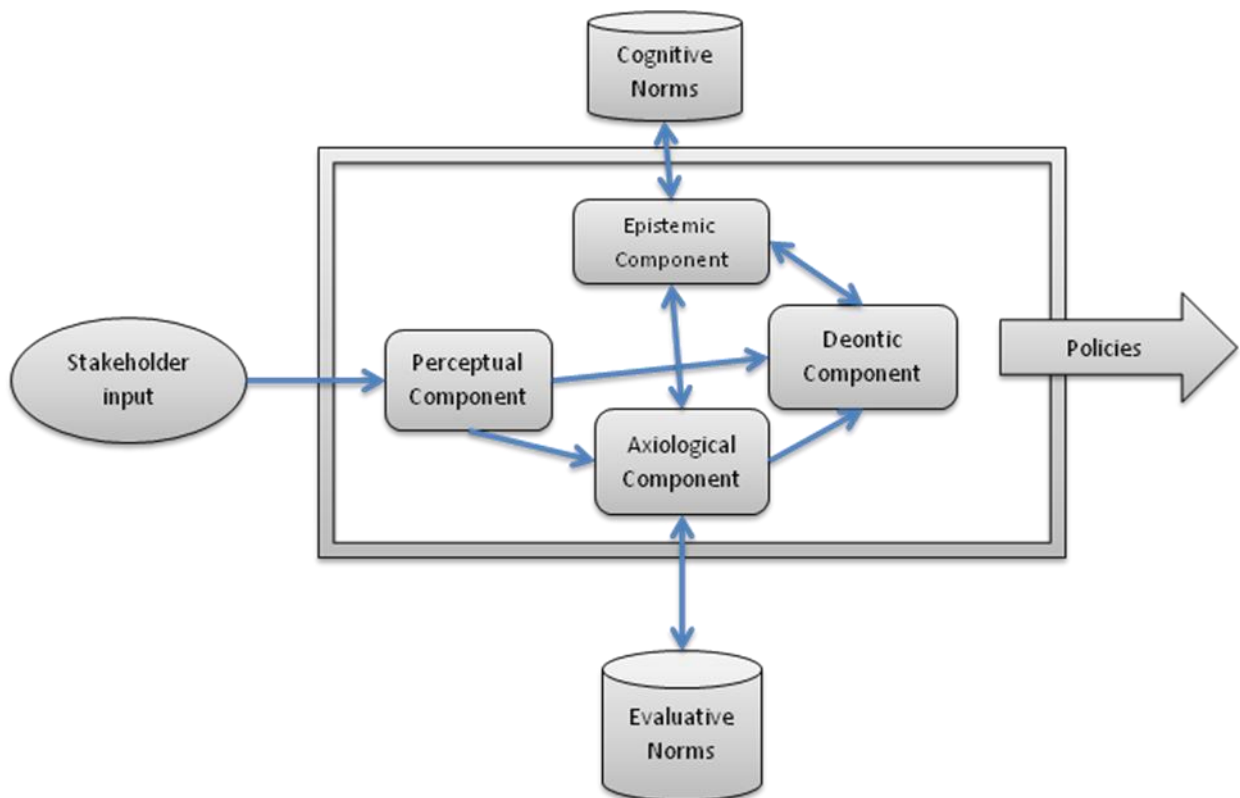 Cognitive
Norms
Epistemic
Component
Stakeholder
input
Perceptual
Component
Deontic
Component
Policies
Axiological
Component
Evaluative
Norms